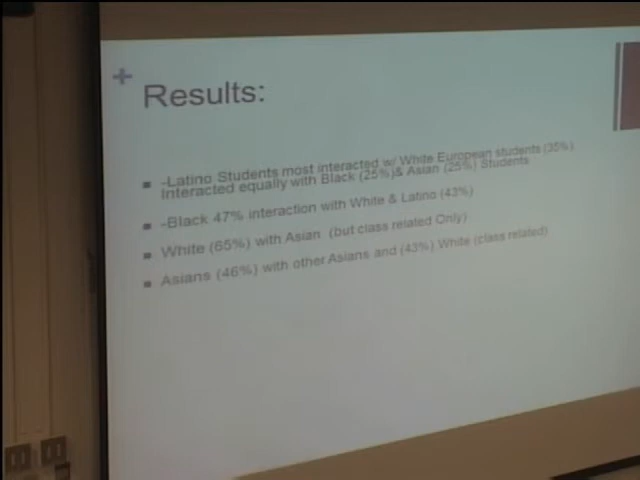 +
Results:
-Latino Students most interacted w/ White European students (35%)
Interacted equally with Black (25%)& Asian (25%) Students
-Black 47% interaction with White & Latino (43%)
White (65%) with Asian (but class related Only)
Asians (46%) with other Asians and (43%) White (class related)